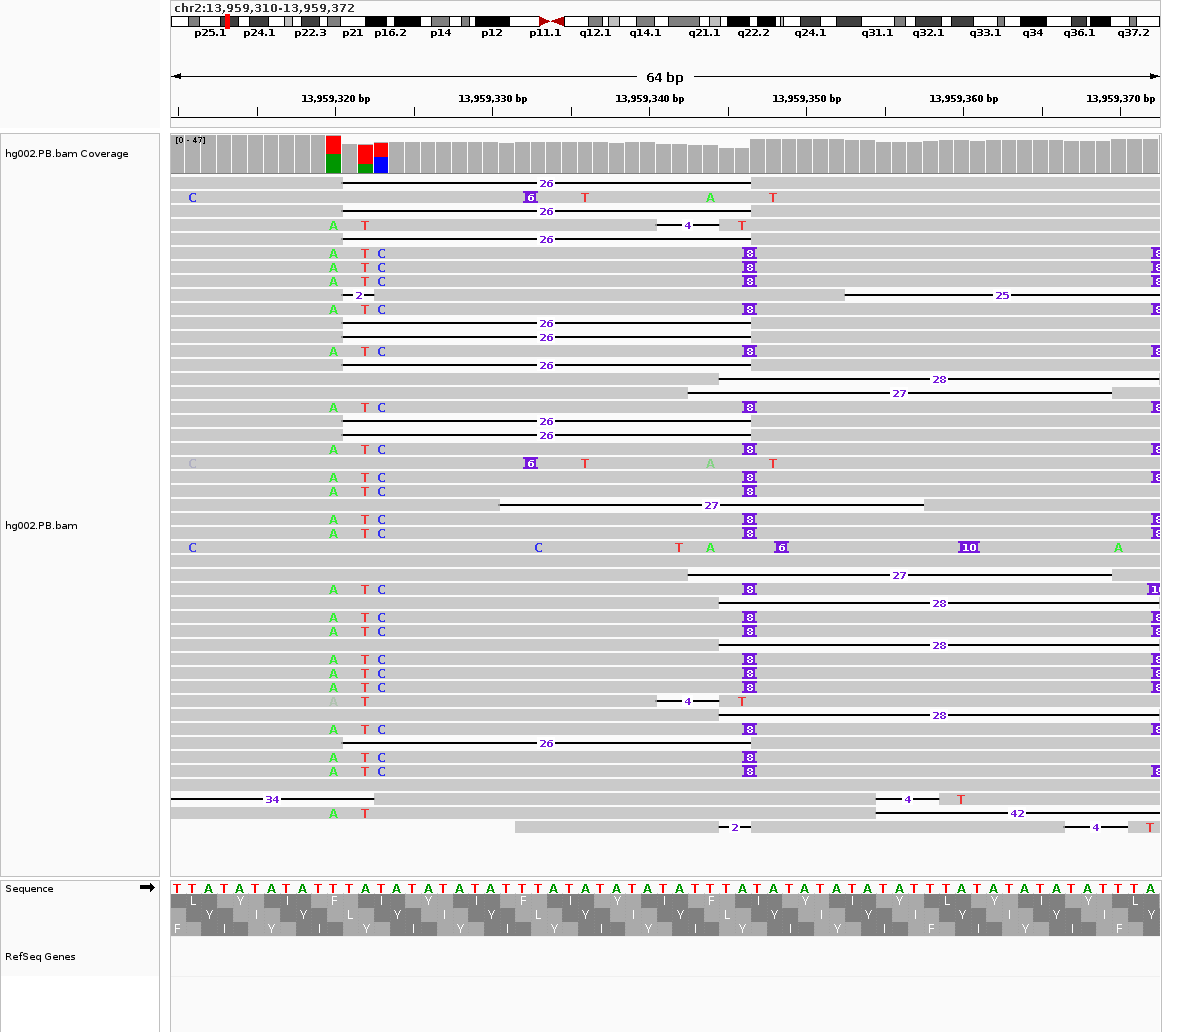 chr2:13,959,310-13,959,372
p25.1 p24.1 p22.3 p21 p16.2 p14 p12 p11.1 q12.1 q14.1 q21.1 q22.2 q24.1 q31.1 q32.1 q33.1 q34 q36.1 q37.2
64 bp
13,959,320 bp 13,959,330 bp 13,959,340 bp 13,959,350 bp 13,959,360 bp 13,959,370 bp
hg002.PB.bam Coverage
[0 - 47]
hg002.PB.bam
26
C 6 T A T
26
A T 4 T
26
A T C 8 8
A T C 8 8
A T C 8 8
2 25
A T C 8 8
26
26
A T C 8 8
26
28
27
A T C 8 8
26
26
A T C 8 8
C 6 T A T
A T C 8 8
A T C 8
27
A T C 8 8
A T C 8 8
C C T A 6 10 A
27
A T C 8
28
A T C 8 8
A T C 8 8
28
A T C 8 8
A T C 8 8
A T C 8 8
A T 4 T
28
A T C 8 8
26
A T C 8
A T C 8 8
34 4 T
A T 42
2 4 T
Sequence
T T A T A T A T A T T T A T A T A T A T A T T T A T A T A T A T A T T T A T A T A T A T A T A T T T A T A T A T A T A T T T A
L Y I F I Y I F I Y I F I Y I Y L Y I Y L
Y I Y L Y I Y L Y I Y L Y I Y I Y I Y I Y
F I Y I Y I Y I Y I Y I Y I Y I F I Y I F
RefSeq Genes